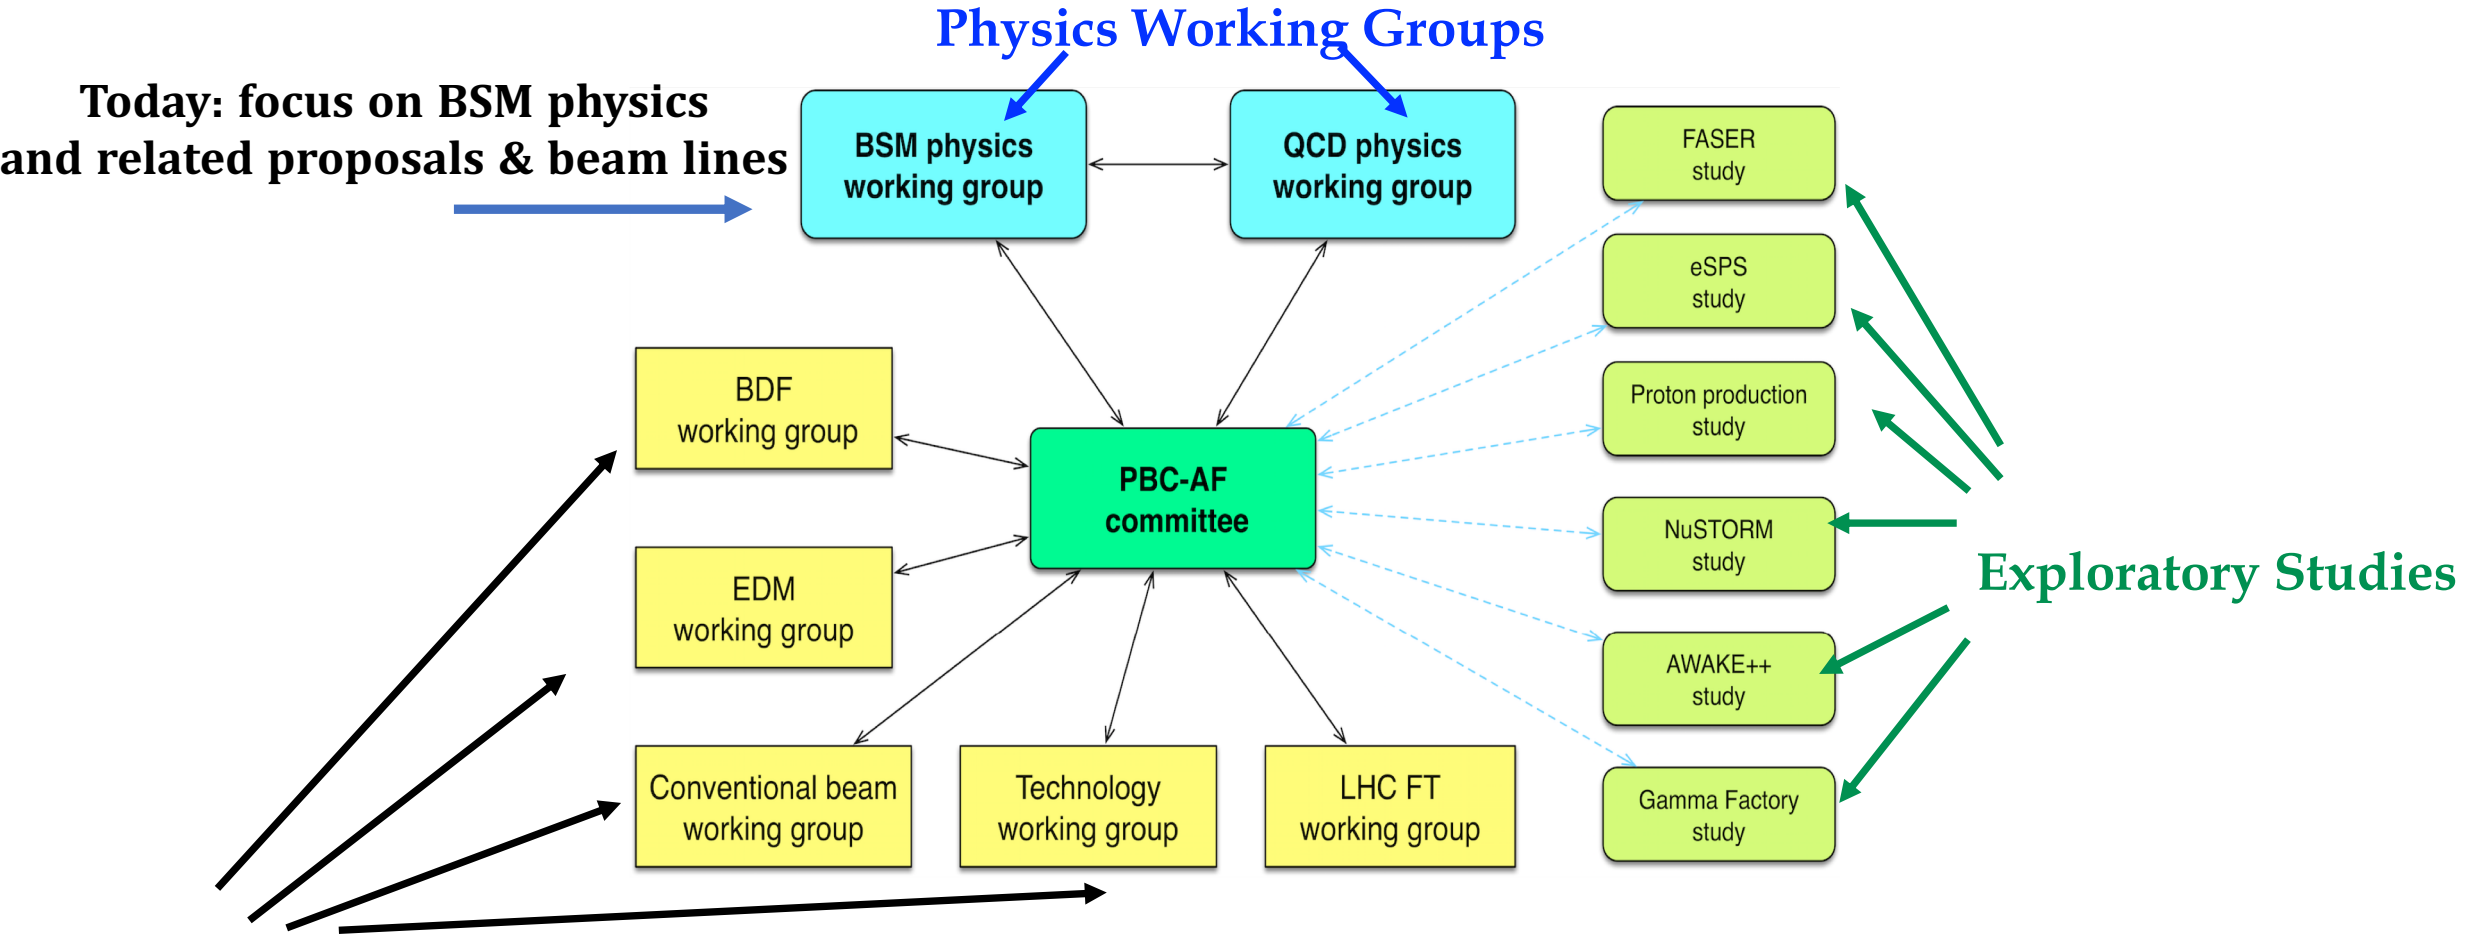 Physics Working Groups
Today: focus on BSM physics
and related proposals & beam lines
BSM physics
working group
QCD physics
working group
FASER
study
eSPS
study
Proton production
study
NuSTORM
study
AWAKE++
study
Gamma Factory
study
Exploratory Studies
BDF
working group
PBC-AF
committee
EDM
working group
Conventional beam
working group
Technology
working group
LHC FT
working group